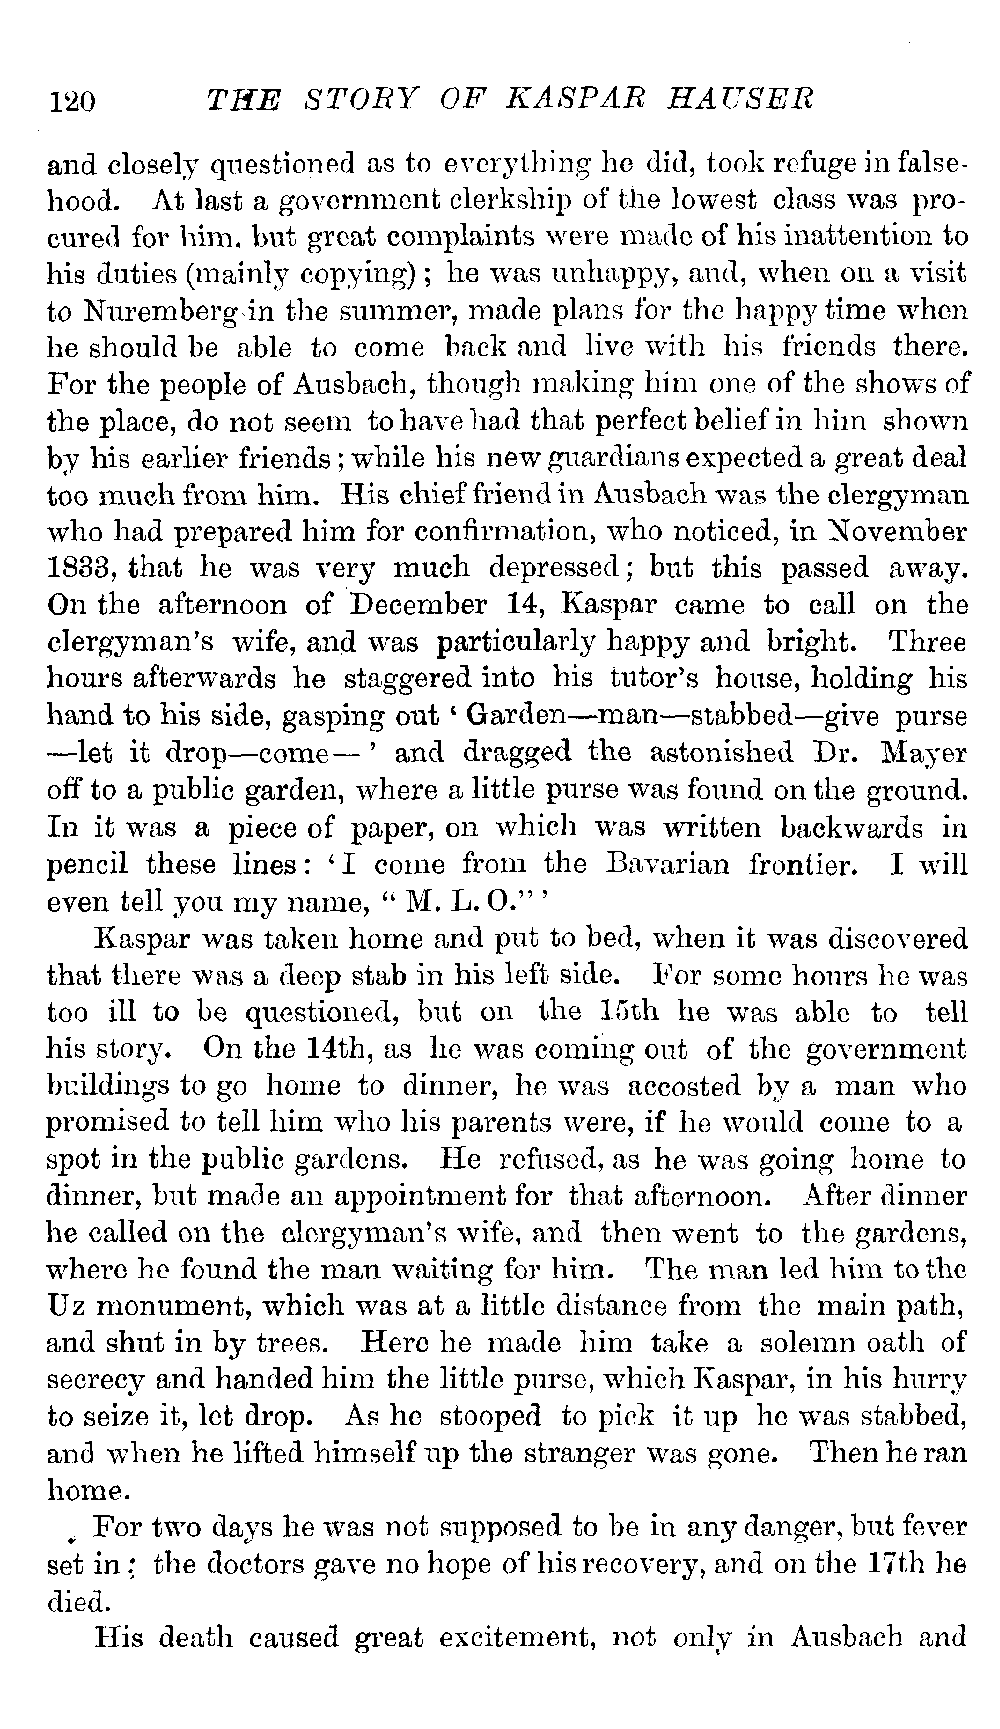 120 THE STORY OF KASPAR HAUSER
and closely questioned as to everything he did, took refuge in false-
hood. At last a government clerkship of the lowest class was pro-
cured for him, but great complaints were made of his inattention to
his duties (mainly copying); he was unhappy, and, when on a visit
to Nuremberg in the summer, made plans for the happy time when
he should be able to come back and live with his friends there.
For the people of Ausbach, though making him one of the shows of
the place, do not seem to have had that perfect belief in him shown
by his earlier friends; while his new guardians expected a great deal
too much from him. His chief friend in Ausbach was the clergyman
who had prepared him for confirmation, who noticed, in November
1833, that he was very much depressed; but this passed away.
On the afternoon of December 14, Kaspar came to call on the
clergyman's wife, and was particularly happy and bright. Three
hours afterwards he staggered into his tutor's house, holding his
hand to his side, gasping out ‘ Garden—man—stabbed—give purse
—let it drop—come— ’ and dragged the astonished Dr. Mayer
off to a public garden, where a little purse was found on the ground.
In it was a piece of paper, on which was written backwards in
pencil these lines: ‘I come from the Bavarian frontier. I will
even tell you my name, “ M. L. O.” ’
Kaspar was taken home and put to bed, when it was discovered
that there was a deep stab in his left side. For some hours he was
too ill to be questioned, but on the 15th he was able to tell
his story. On the 14th, as he was coming out of the government
buildings to go home to dinner, he was accosted by a man who
promised to tell him who his parents were, if he would come to a
spot in the public gardens. He refused, as he was going home to
dinner, but made an appointment for that afternoon. After dinner
he called on the clergyman's wife, and then went to the gardens,
where he found the man waiting for him. The man led him to the
Uz monument, which was at a little distance from the main path,
and shut in by trees. Here he made him take a solemn oath of
secrecy and handed him the little purse, which Kaspar, in his hurry
to seize it, let drop. As he stooped to pick it up he was stabbed,
and when he lifted himself up the stranger was gone. Then he ran
home.
For two days he was not supposed to be in any danger, but fever
set in; the doctors gave no hope of his recovery, and on the 17th he
died.
His death caused great excitement, not only in Ausbach and